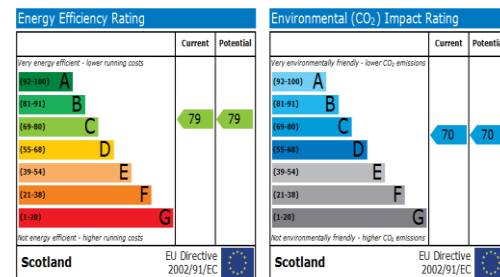 Energy Efficiency Rating
Current Potential
Very energy efficient - lower running costs
(92-100) A
(81-91) B
(69-80) C
79 79
(55-68) D
(39-54) E
(21-38) F
(1-20) G
Not energy efficient - higher running costs
Scotland
EU Directive
2002/91/EC
Environmental (CO₂) Impact Rating
Current Potential
Very environmentally friendly - lower CO₂ emissions
(92-100) A
(81-91) B
(69-80) C
70 70
(55-68) D
(39-54) E
(21-38) F
(1-20) G
Not environmentally friendly - higher CO₂ emissions
Scotland
EU Directive
2002/91/EC